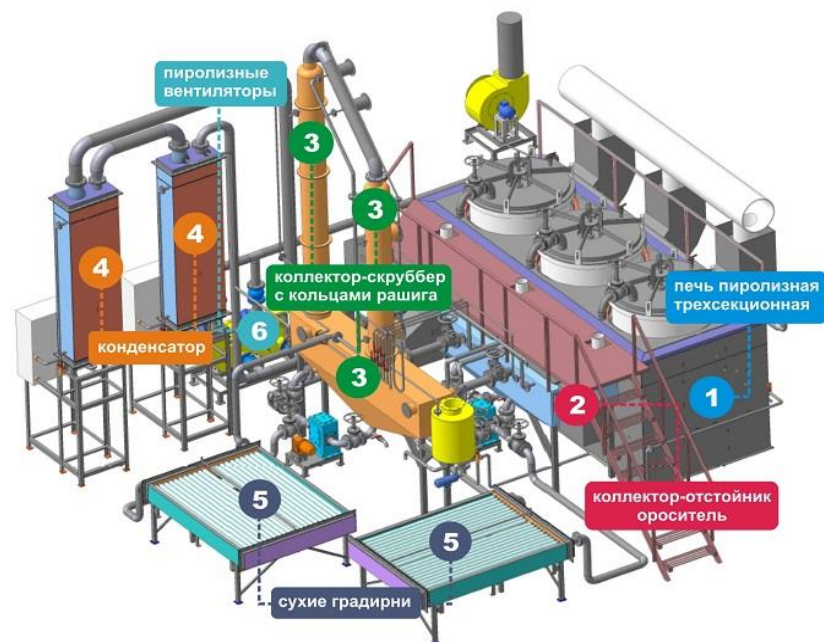 пиролизные
вентиляторы
3
3
4
4
коллектор-скруббер
с кольцами рашига
печь пиролизная
трехсекционная
6
конденсатор
3
2
1
коллектор-отстойник
ороситель
5
5
сухие градирни